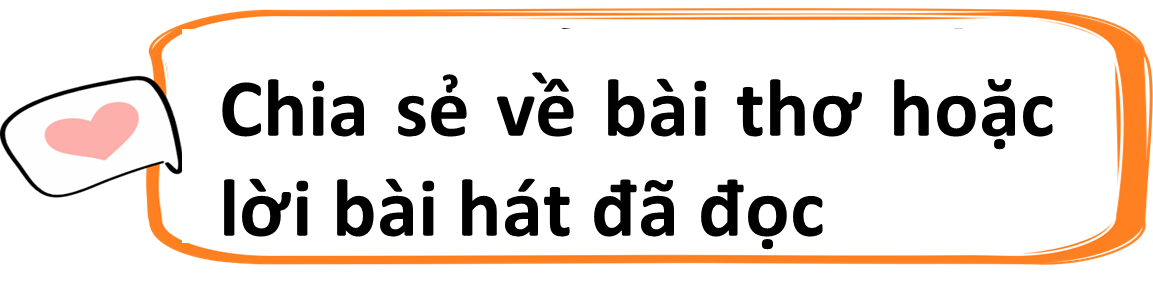 Chia sẻ về bài thơ hoặc
lời bài hát đã đọc